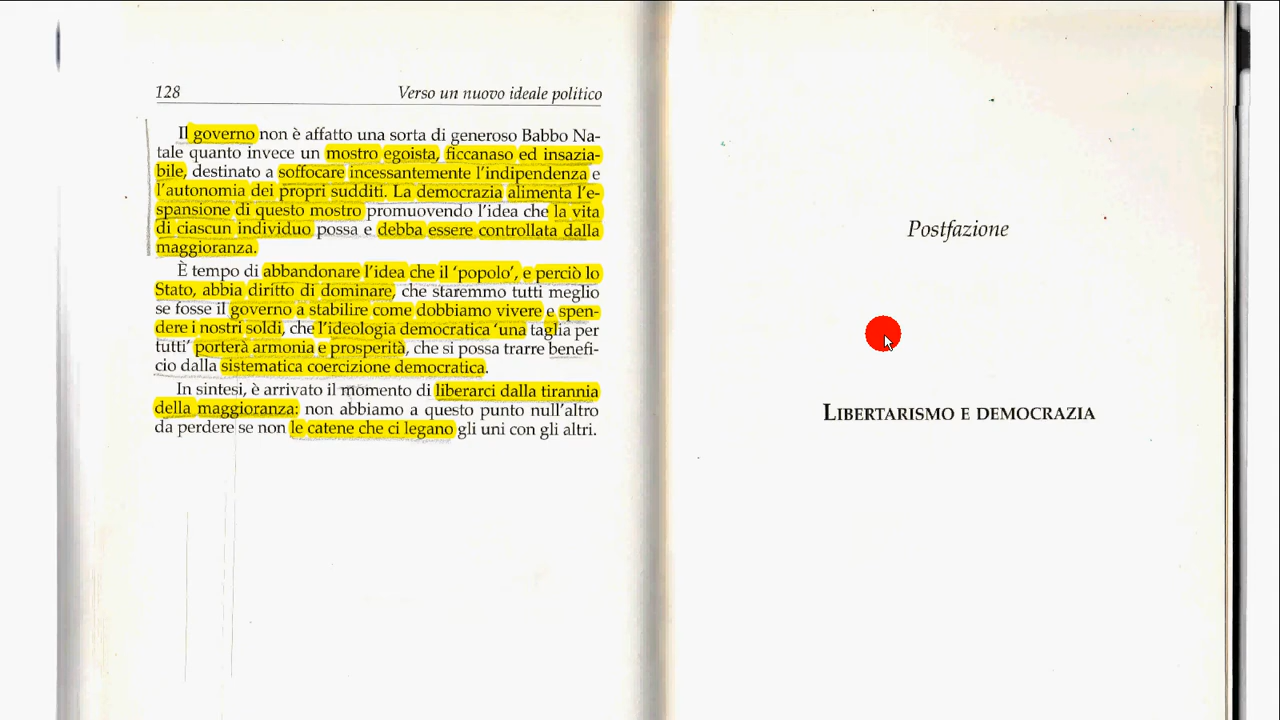 128 Verso un nuovo ideale politico
Il governo non è affatto una sorta di generoso Babbo Na-
tale quanto invece un mostro egoista, ficcanaso ed insazia-
bile, destinato a soffocare incessantemente l'indipendenza e
l'autonomia dei propri sudditi. La democrazia alimenta l'e-
spansione di questo mostro promuovendo l'idea che la vita
di ciascun individuo possa e debba essere controllata dalla
maggioranza.
È tempo di abbandonare l'idea che il 'popolo', e perciò lo
Stato, abbia diritto di dominare, che staremmo tutti meglio
se fosse il governo a stabilire come dobbiamo vivere e spen-
dere i nostri soldi, che l'ideologia democratica 'una taglia per
tutti' porterà armonia e prosperità, che si possa trarre benefi-
cio dalla sistematica coercizione democratica.
In sintesi, è arrivato il momento di liberarci dalla tirannia
della maggioranza: non abbiamo a questo punto null'altro
da perdere se non le catene che ci legano gli uni con gli altri.
Postfazione
LIBERTARISMO E DEMOCRAZIA